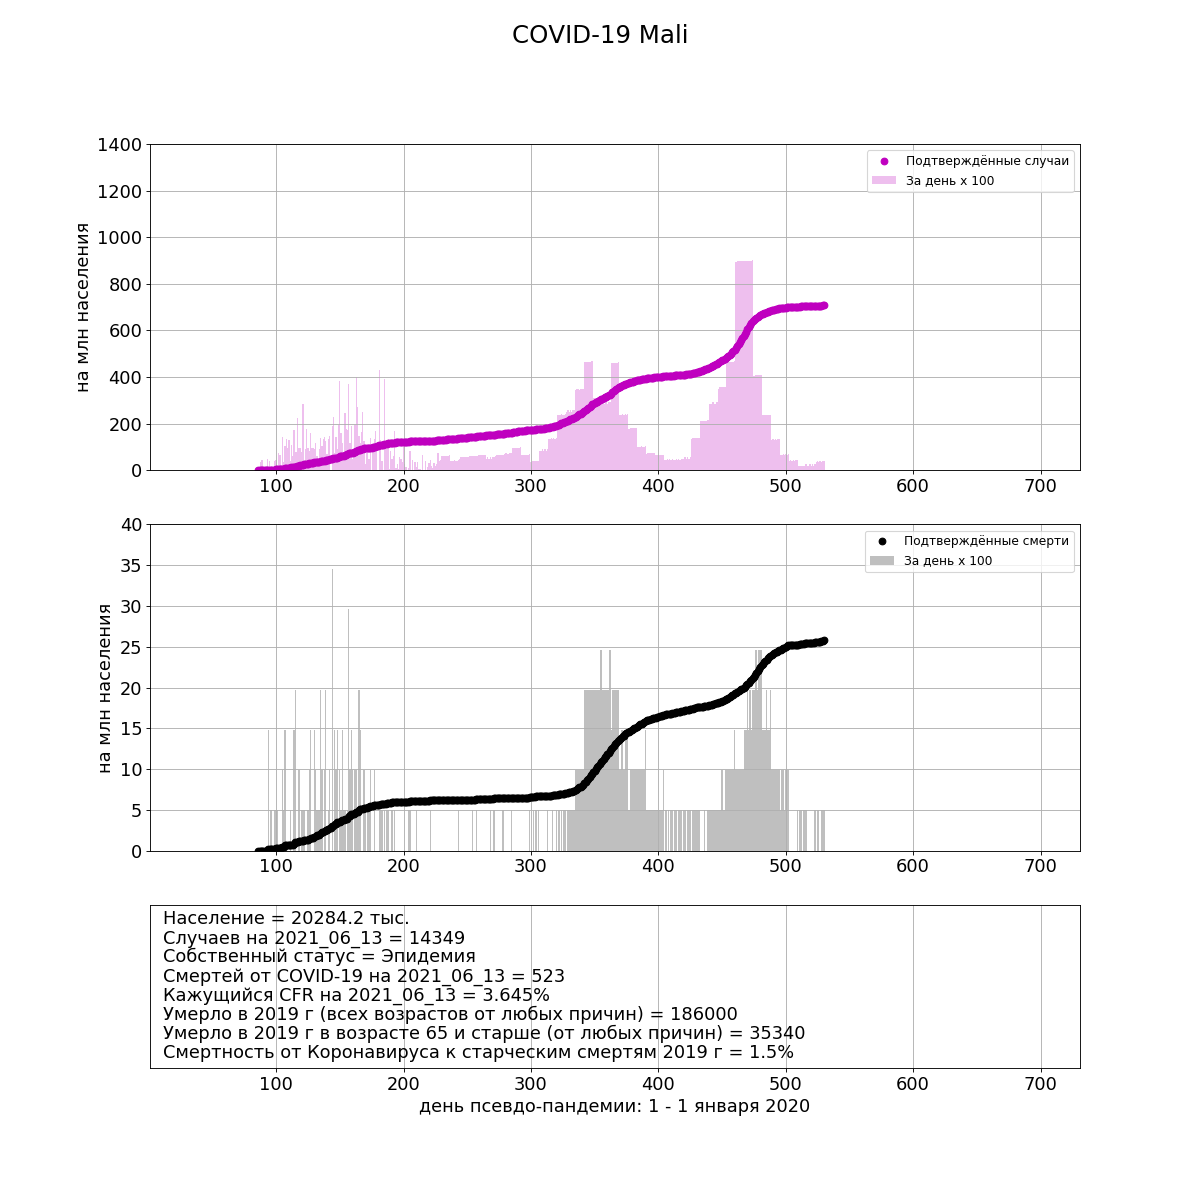 COVID-19 Mali
1400
1200
1000
800
600
400
200
0
на млн населения
Подтверждённые случаи
За день x 100
100 200 300 400 500 600 700
40
35
30
25
20
15
10
5
0
на млн населения
Подтверждённые смерти
За день x 100
100 200 300 400 500 600 700
Население = 20284.2 тыс.
Случаев на 2021_06_13 = 14349
Собственный статус = Эпидемия
Смертей от COVID-19 на 2021_06_13 = 523
Кажущийся CFR на 2021_06_13 = 3.645%
Умерло в 2019 г (всех возрастов от любых причин) = 186000
Умерло в 2019 г в возрасте 65 и старше (от любых причин) = 35340
Смертность от Коронавируса к старческим смертям 2019 г = 1.5%
100 200 300 400 500 600 700
день псевдо-пандемии: 1 - 1 января 2020